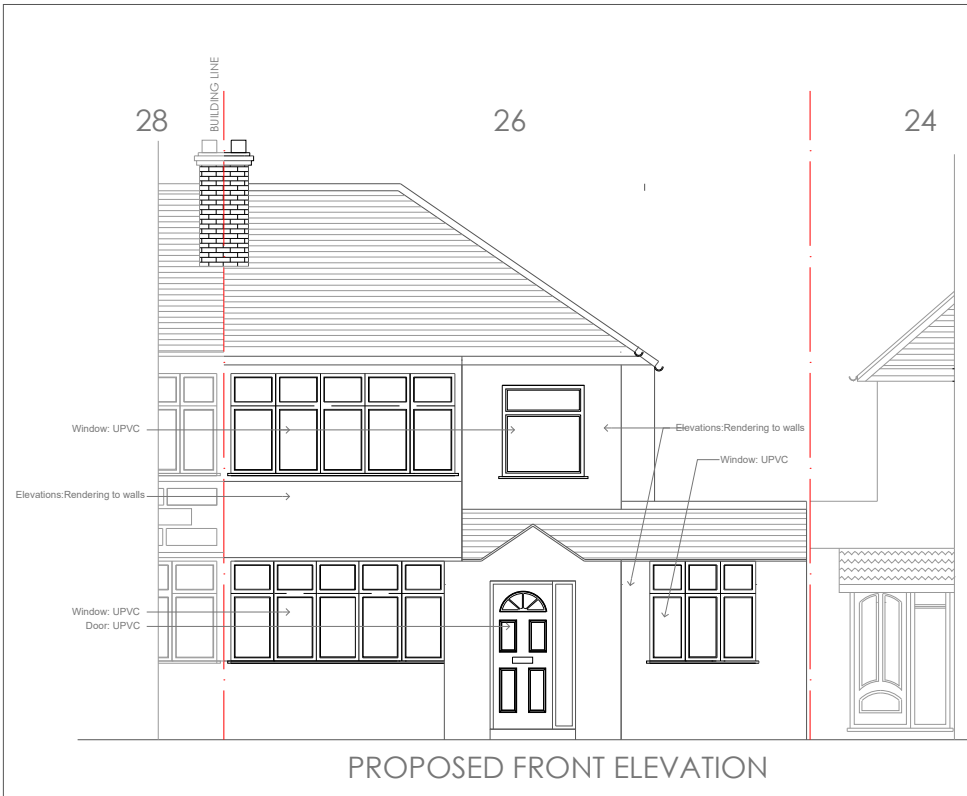 BUILDING LINE
28
26
24
Window: UPVC
Elevations:Rendering to walls
Window: UPVC
Elevations:Rendering to walls
Window: UPVC
Door: UPVC
PROPOSED FRONT ELEVATION